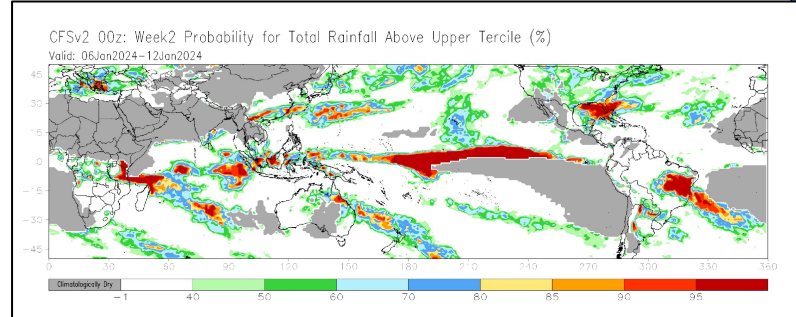 CFSv2 00z: Week2 Probability for Total Rainfall Above Upper Tercile (%)
Valid: 06Jan2024-12Jan2024
45
30
15
0
-15
-30
-45
0 30 60 90 120 150 180 210 240 270 300 330 360
Climatologically Dry
-1 40 50 60 70 80 85 90 95